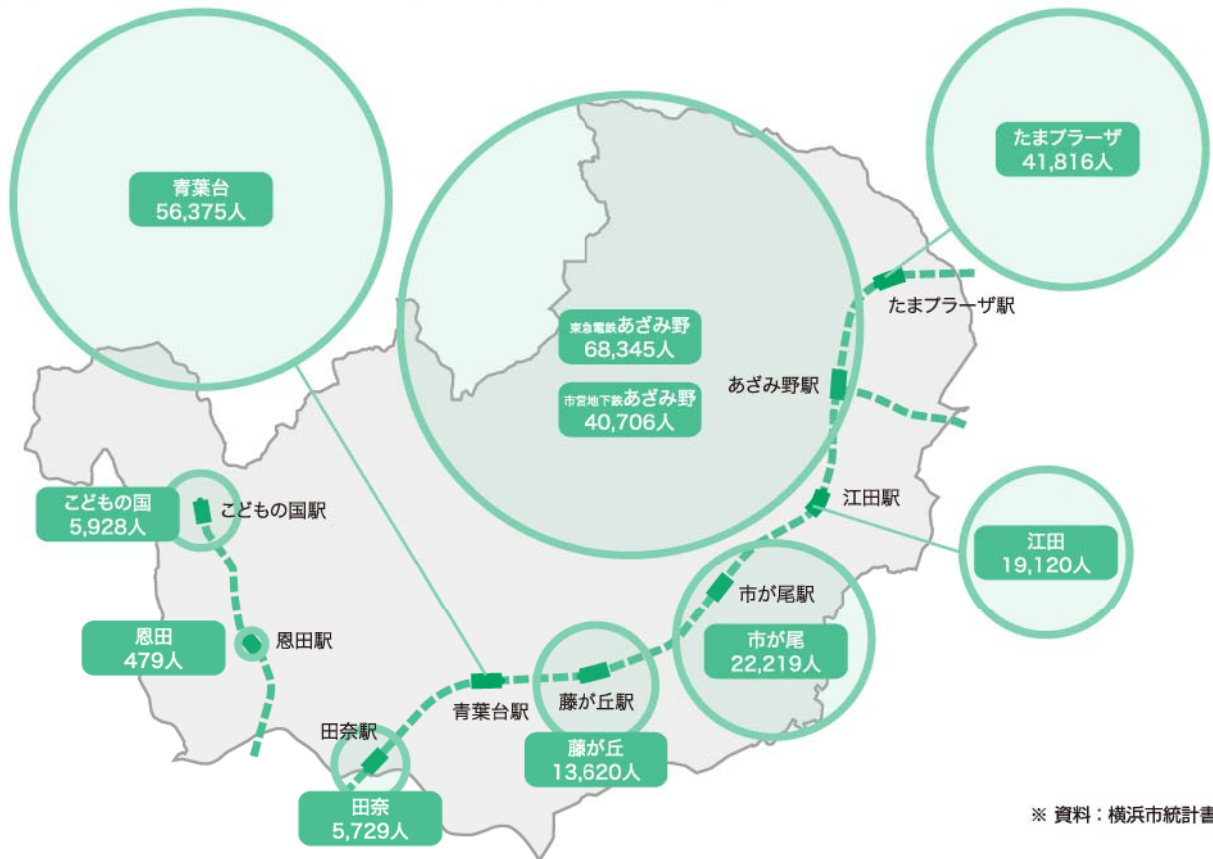 青葉台
56,375人
たまプラーザ
41,816人
たまプラーザ駅
東急電鉄あざみ野
68,345人
市営地下鉄あざみ野
40,706人
あざみ野駅
こどもの国
5,928人
こどもの国駅
江田駅
江田
19,120人
市が尾駅
市が尾
22,219人
恩田
479人
恩田駅
藤が丘駅
青葉台駅
田奈駅
藤が丘
13,620人
田奈
5,729人
※ 資料：横浜市統計書